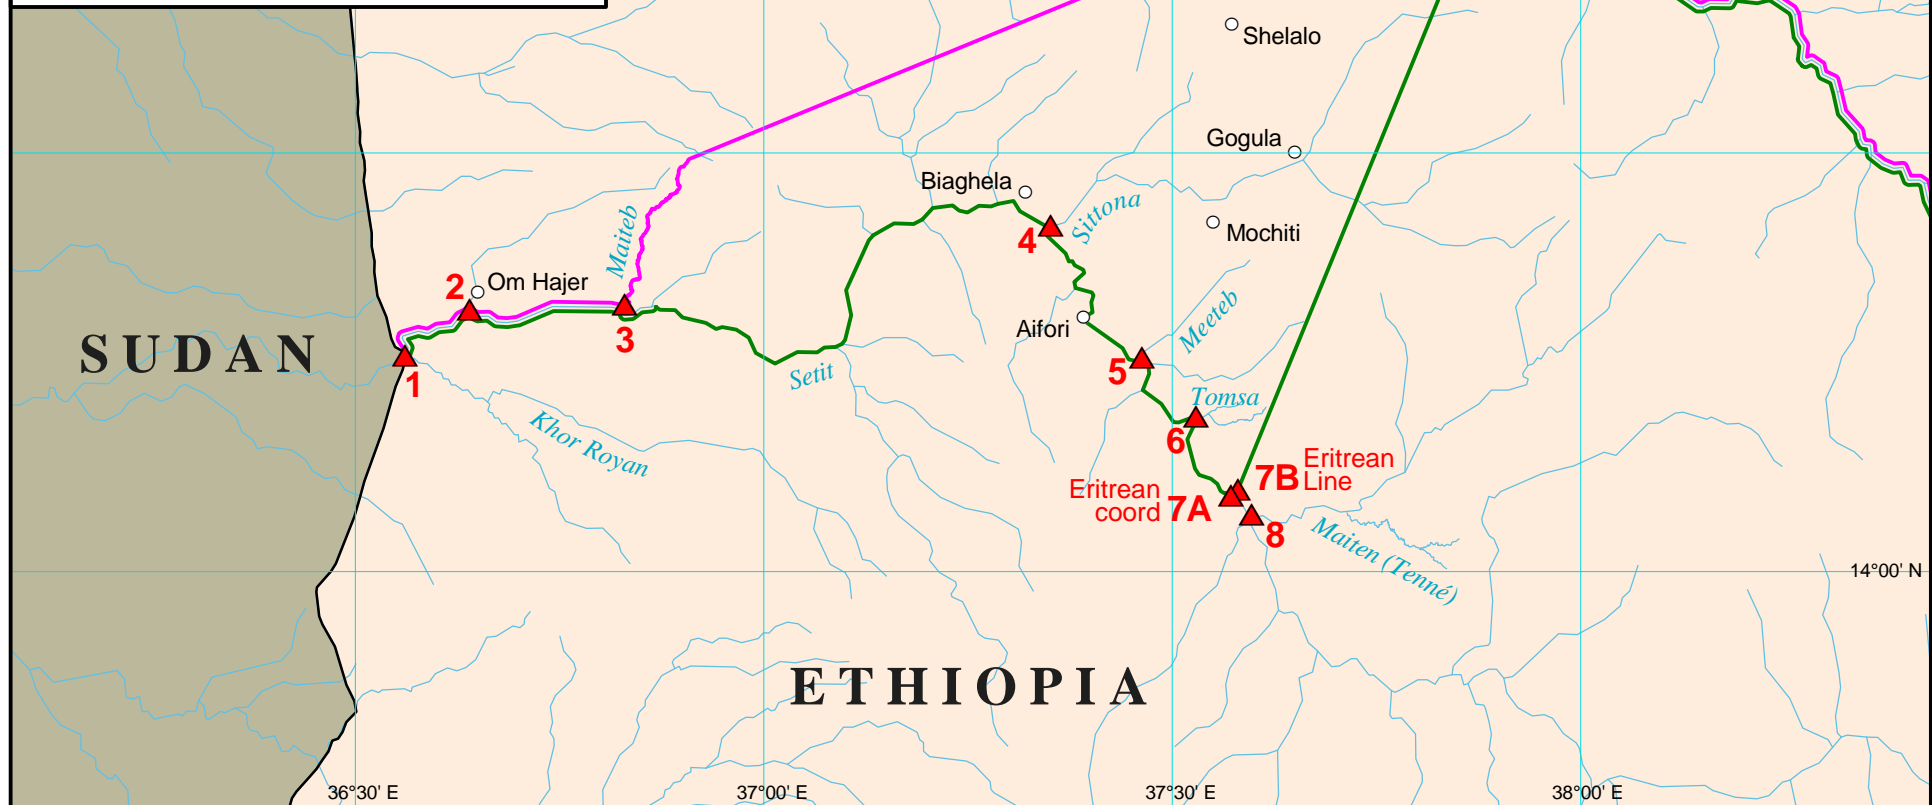 Shelalo
Gogula
Biaghela
Sittona
4
Mochiti
Maiteb
2
Om Hajer
3
Aifori
Meeteb
SUDAN
1
Setit
5
Tomsa
Khor Royan
6
7B
Eritrean
Line
Eritrean
coord
7A
8
Maiten (Tenné)
14°00' N
ETHIOPIA
36°30' E
37°00' E
37°30' E
38°00' E